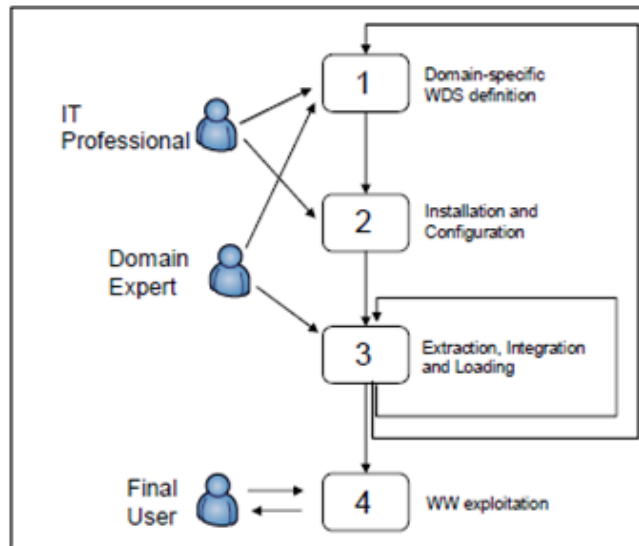 1
Domain-specific
WDS definition
IT
Professional
2
Installation and
Configuration
Domain
Expert
3
Extraction, Integration
and Loading
Final
User
4
WW exploitation